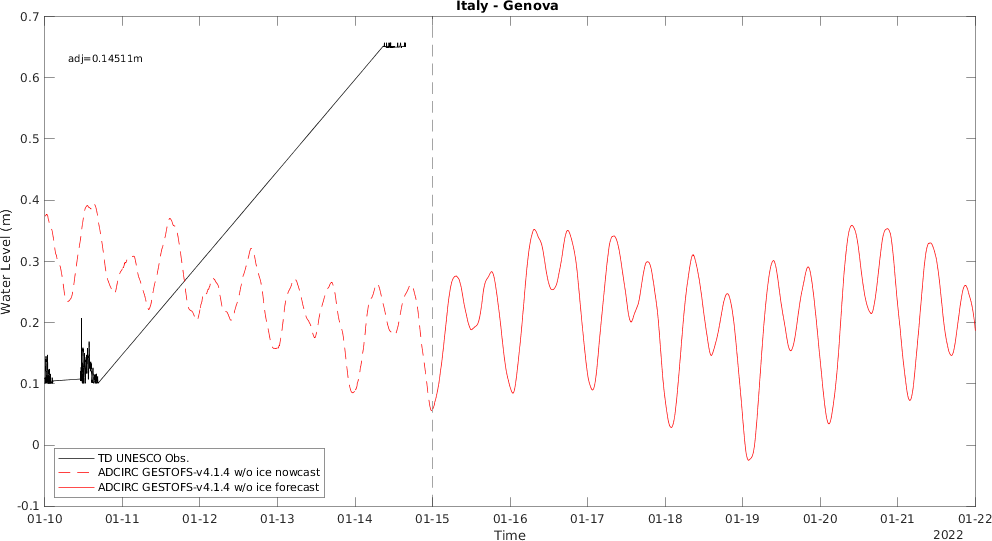 Italy - Genova
0.7
0.6
0.5
0.4
0.3
0.2
0.1
0
-0.1
Water Level (m)
adj=0.14511m
TD UNESCO Obs.
ADCIRC GESTOFS-v4.1.4 w/o ice nowcast
ADCIRC GESTOFS-v4.1.4 w/o ice forecast
01-10 01-11 01-12 01-13 01-14 01-15 01-16 01-17 01-18 01-19 01-20 01-21 01-22
Time
2022